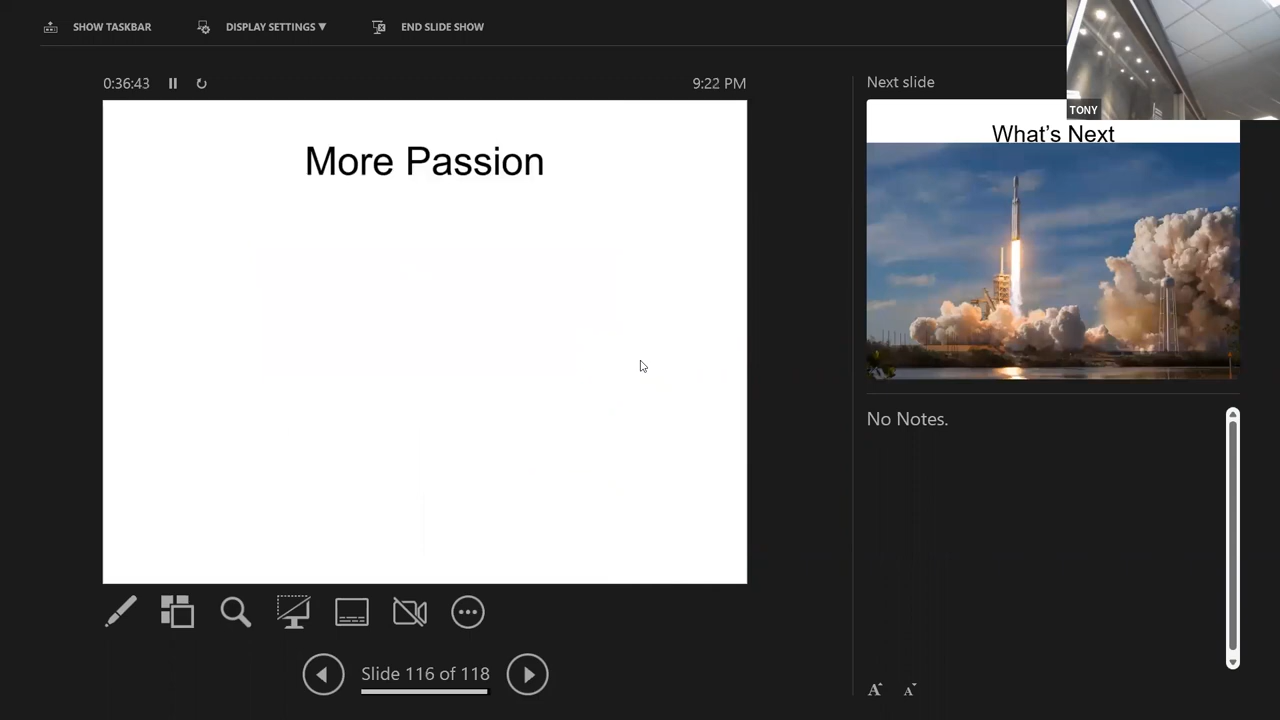 SHOW TASKBAR
DISPLAY SETTINGS ▼
END SLIDE SHOW
TONY
0:36:43
9:22 PM
Next slide
More Passion
What's Next
No Notes.
Slide 116 of 118
A A